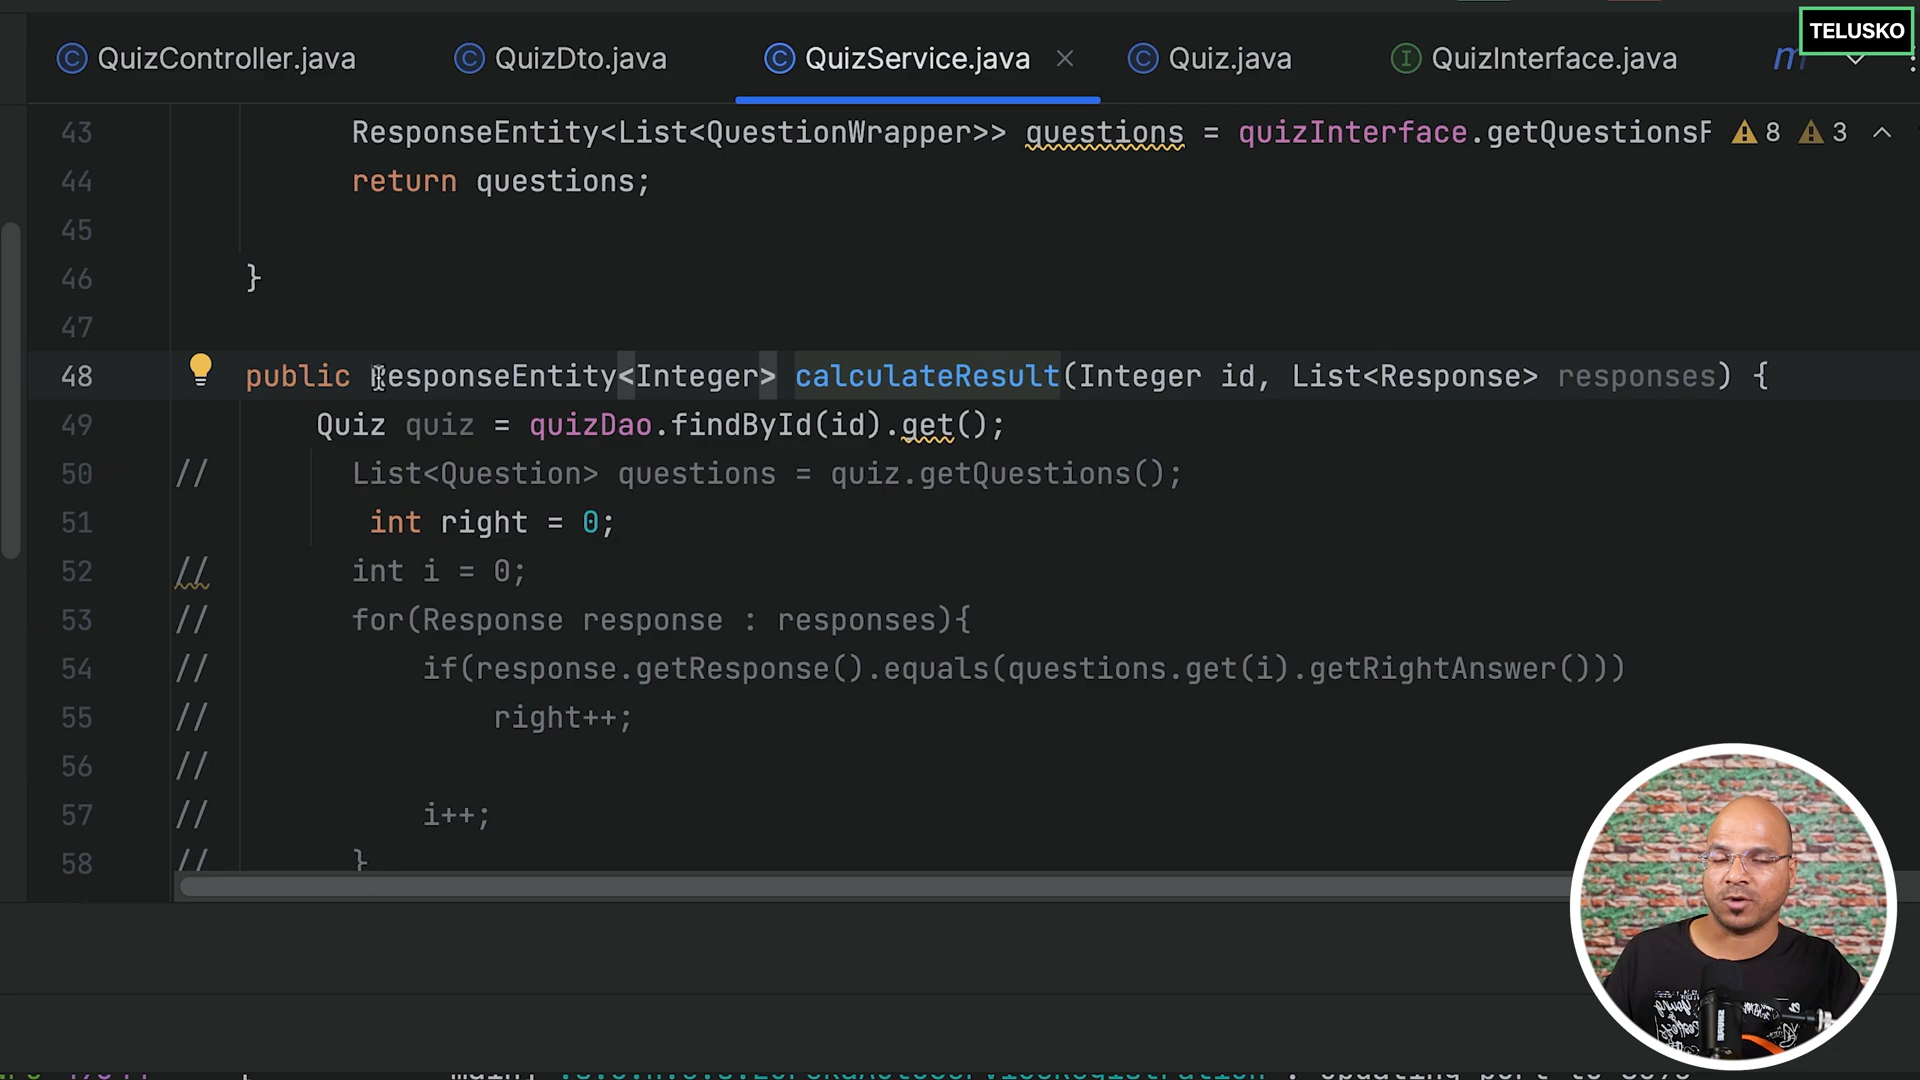 TELUSKO
QuizController.java QuizDto.java QuizService.java Quiz.java QuizInterface.java m
43 ResponseEntity<List<QuestionWrapper>> questions = quizInterface.getQuestionsF 8 3
44 return questions;
45
46 }
47
48 public ResponseEntity<Integer> calculateResult(Integer id, List<Response> responses) {
49 Quiz quiz = quizDao.findById(id).get();
50 // List<Question> questions = quiz.getQuestions();
51 int right = 0;
52 // int i = 0;
53 // for(Response response : responses){
54 // if(response.getResponse().equals(questions.get(i).getRightAnswer()))
55 // right++;
56 //
57 // i++;
58 // }